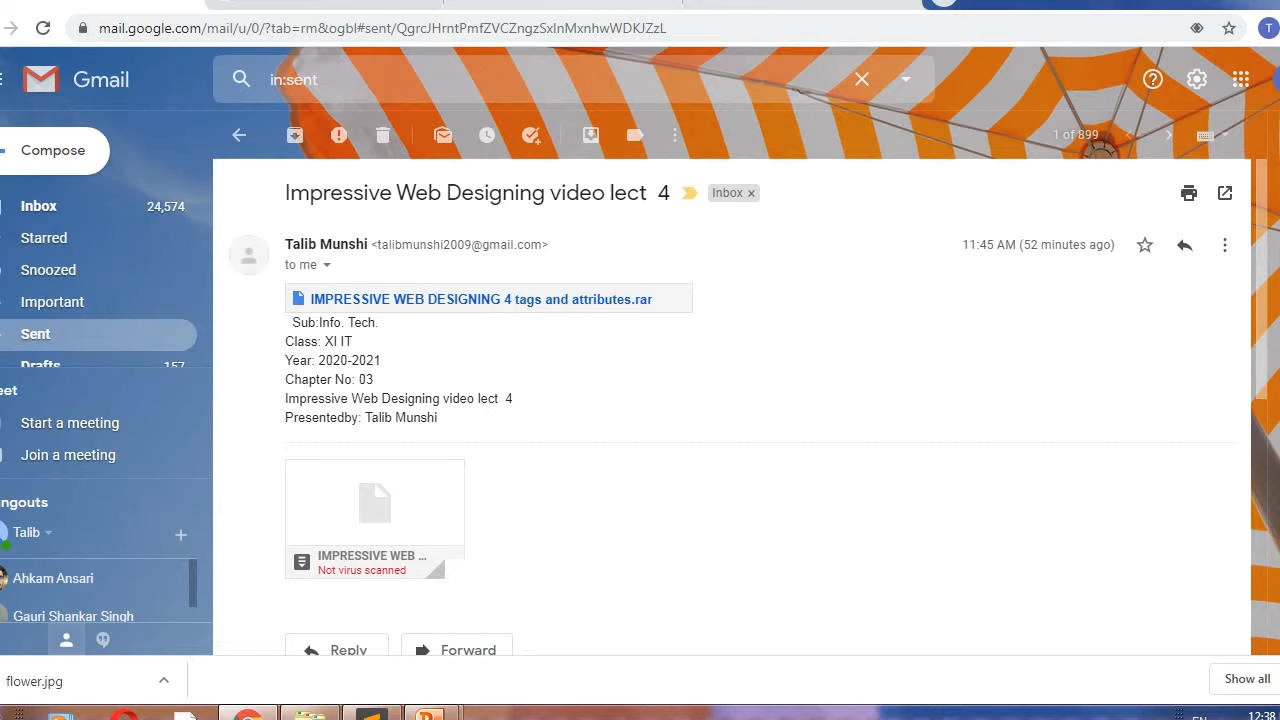 mail.google.com/mail/u/0/?tab=rm&ogbl#sent/QgrcJHrntPmfZVCZngzSxlnMxnhwWDKJZzL
T
Gmail
in:sent
Compose
1 of 899
Impressive Web Designing video lect 4
Inbox ×
Inbox 24,574
Starred
Snoozed
Important
Sent
Drafts 157
Talib Munshi <talibmunshi2009@gmail.com>
11:45 AM (52 minutes ago)
to me
IMPRESSIVE WEB DESIGNING 4 tags and attributes.rar
Sub:Info. Tech.
Class: XI IT
Year: 2020-2021
Chapter No: 03
Impressive Web Designing video lect 4
Presentedby: Talib Munshi
eet
Start a meeting
Join a meeting
ngouts
Talib
Ahkam Ansari
Gauri Shankar Singh
IMPRESSIVE WEB ...
Not virus scanned
Reply
Forward
flower.jpg
Show all
EN
12:38